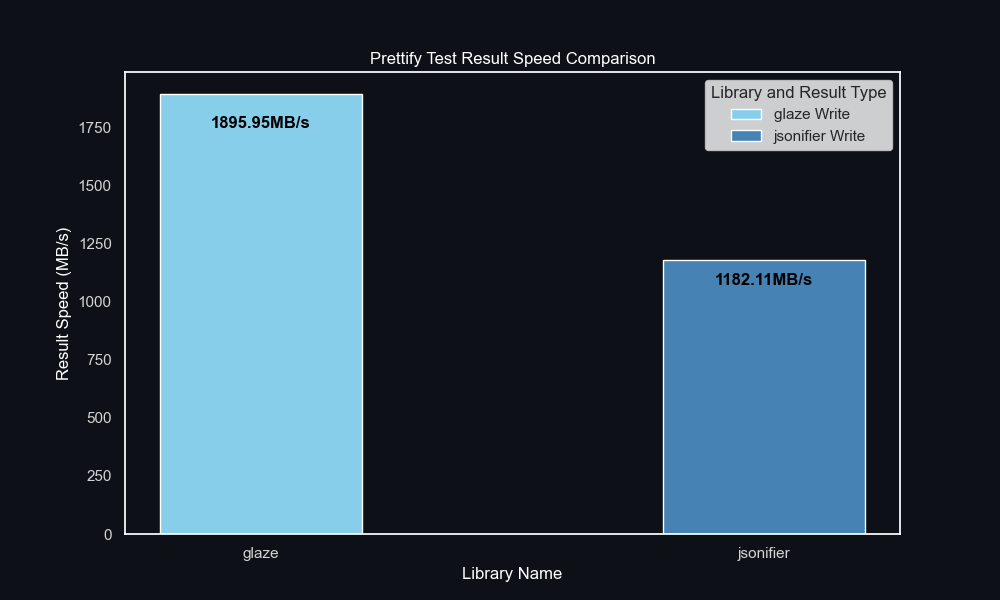 Prettify Test Result Speed Comparison
Library and Result Type
glaze Write
jsonifier Write
1895.95MB/s
1182.11MB/s
Result Speed (MB/s)
1750
1500
1250
1000
750
500
250
0
glaze
jsonifier
Library Name